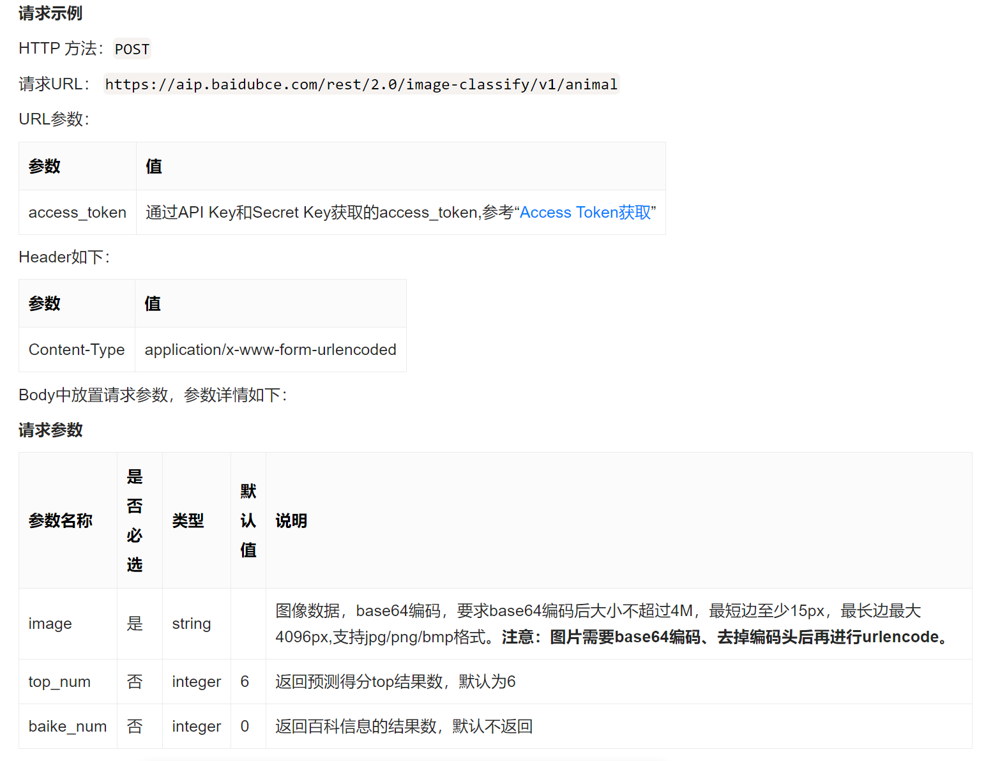 请求示例
HTTP 方法：POST
请求URL： https://aip.baidubce.com/rest/2.0/image-classify/v1/animal
URL参数：
参数 值
access_token 通过API Key和Secret Key获取的access_token,参考“Access Token获取”
Header如下：
参数 值
Content-Type application/x-www-form-urlencoded
Body中放置请求参数，参数详情如下：
请求参数
参数名称 是否必选 类型 默认值 说明
image 是 string 图像数据，base64编码，要求base64编码后大小不超过4M，最短边至少15px，最长边最大
4096px,支持jpg/png/bmp格式。注意：图片需要base64编码、去掉编码头后再进行urlencode。
top_num 否 integer 6 返回预测得分top结果数，默认为6
baike_num 否 integer 0 返回百科信息的结果数，默认不返回